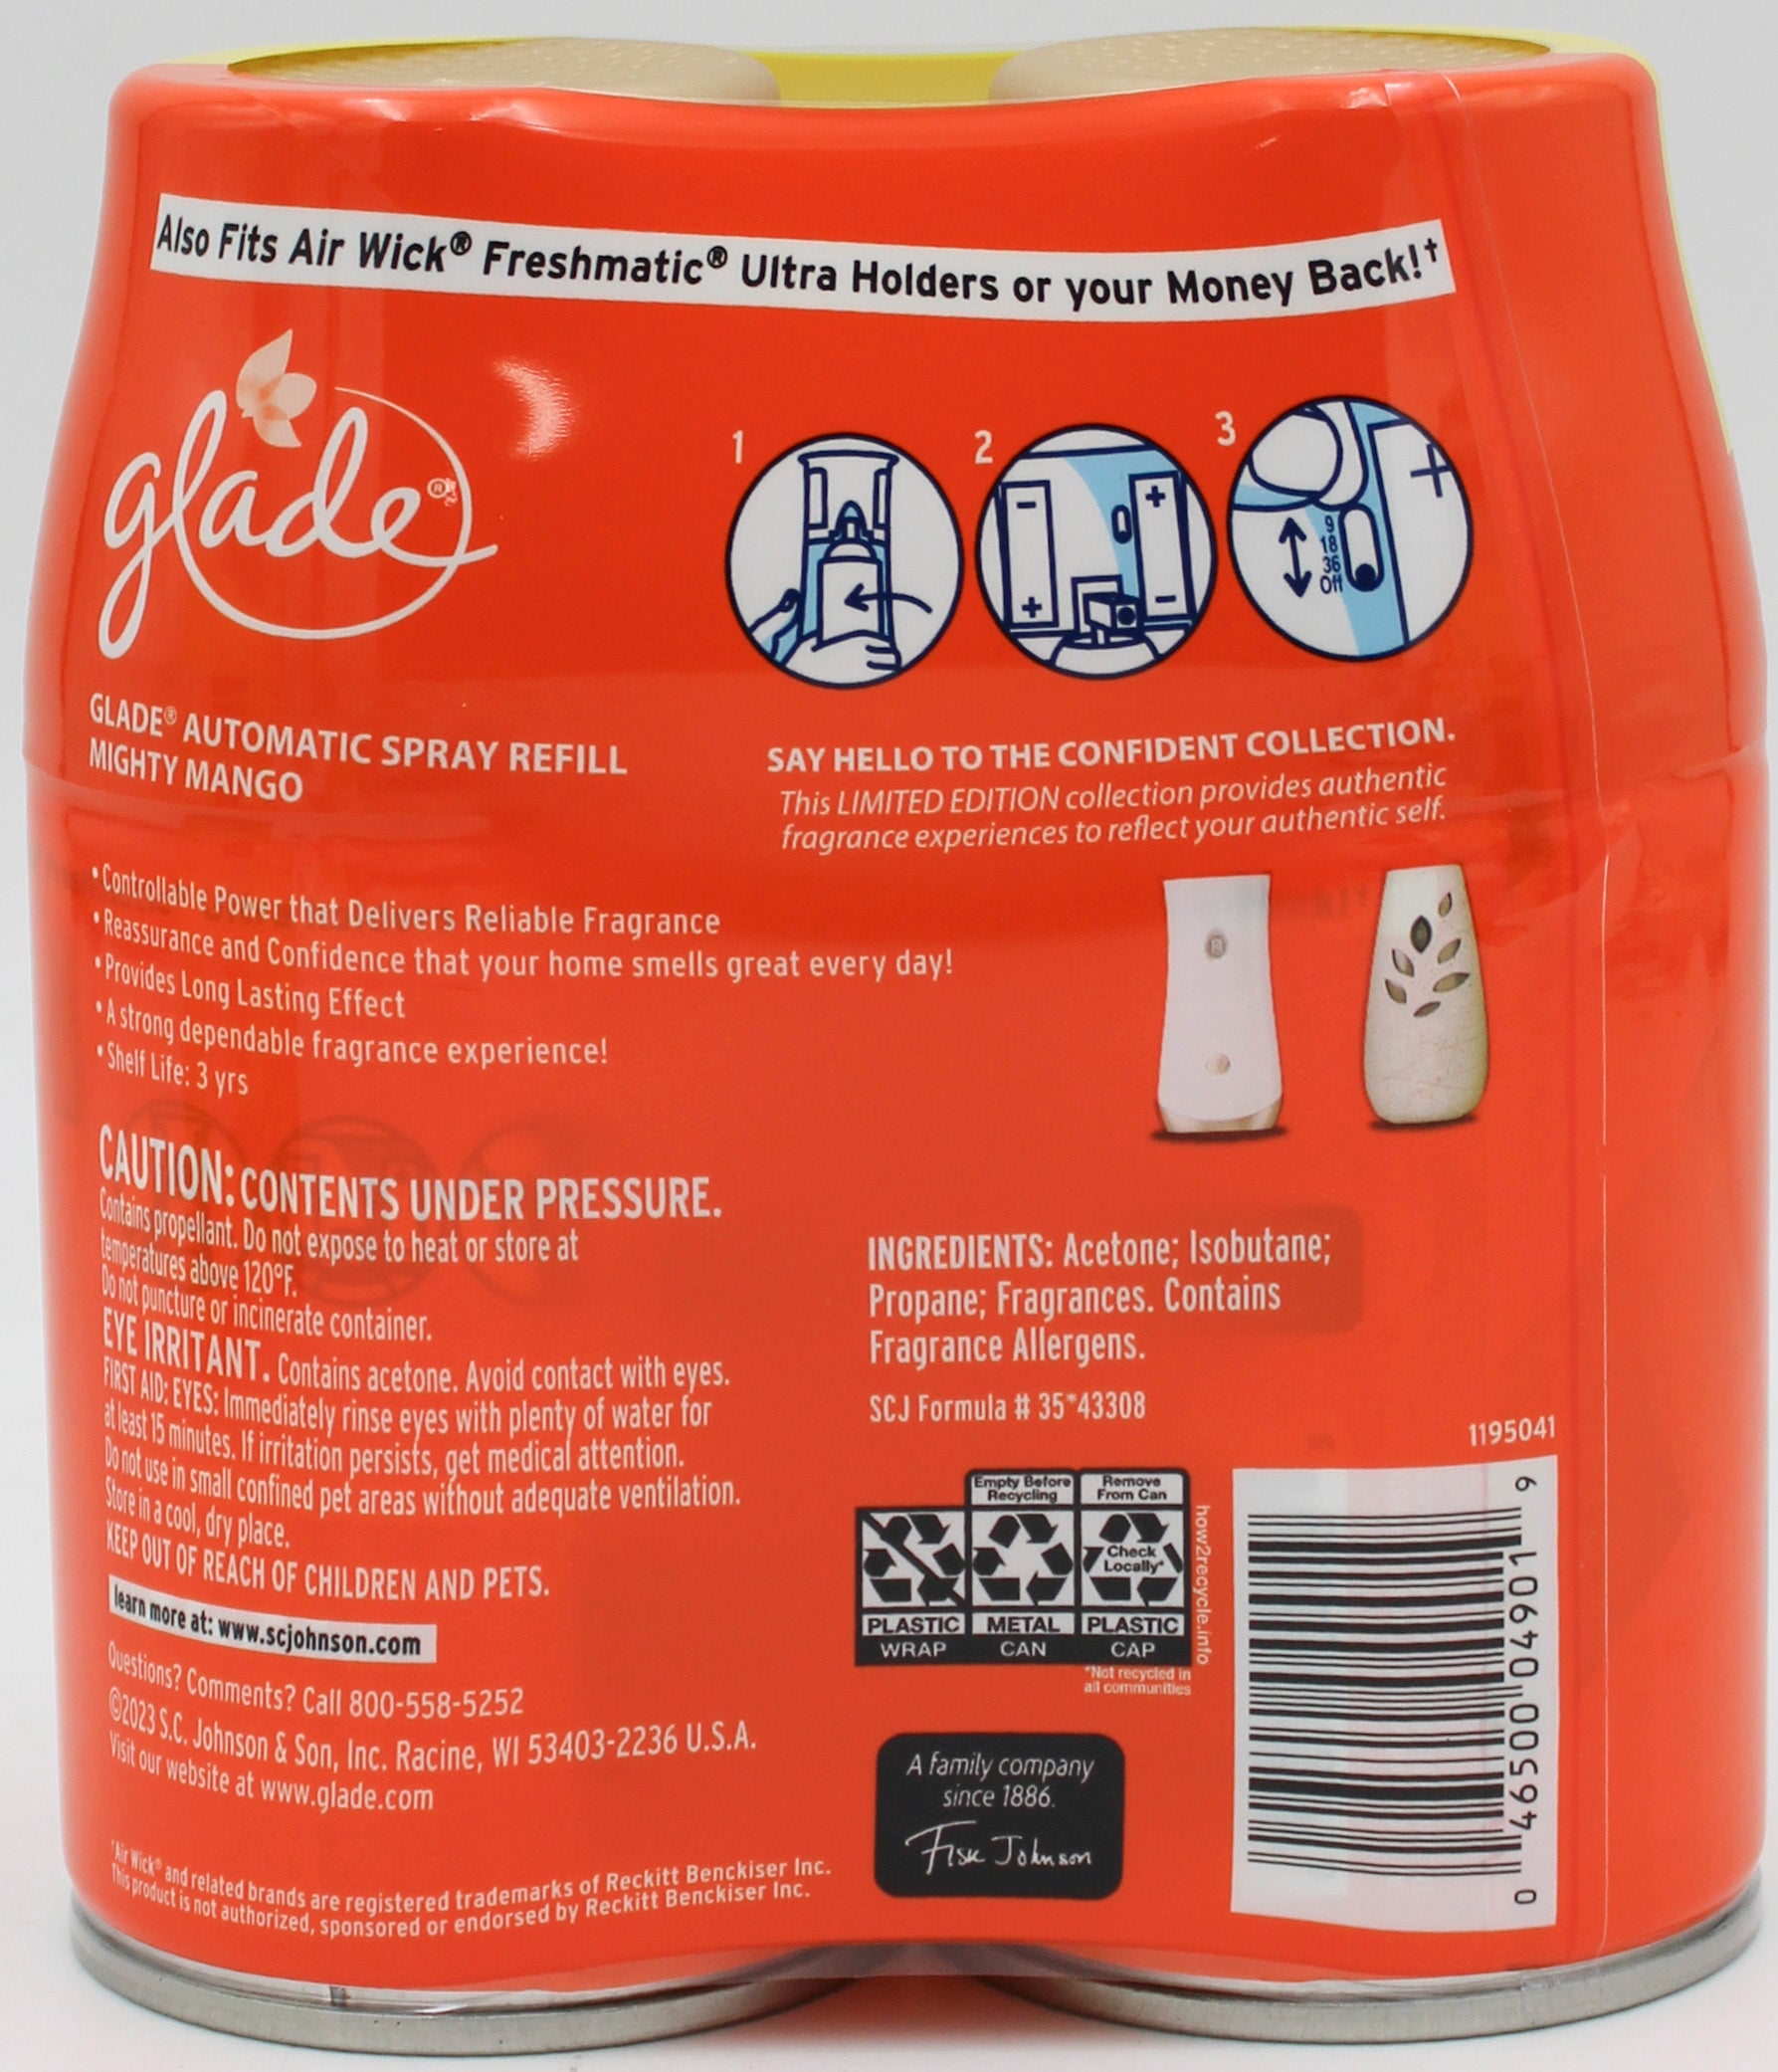 Also Fits Air Wick® Freshmatic® Ultra Holders or your Money Back!†
glade®
1
2
3
-
+
+
-
+
9
18
36
Off
GLADE® AUTOMATIC SPRAY REFILL
MIGHTY MANGO
SAY HELLO TO THE CONFIDENT COLLECTION.
This LIMITED EDITION collection provides authentic
fragrance experiences to reflect your authentic self.
• Controllable Power that Delivers Reliable Fragrance
• Reassurance and Confidence that your home smells great every day!
• Provides Long Lasting Effect
• A strong dependable fragrance experience!
• Shelf Life: 3 yrs
CAUTION: CONTENTS UNDER PRESSURE.
Contains propellant. Do not expose to heat or store at
temperatures above 120°F.
Do not puncture or incinerate container.
EYE IRRITANT. Contains acetone. Avoid contact with eyes.
FIRST AID: EYES: Immediately rinse eyes with plenty of water for
at least 15 minutes. If irritation persists, get medical attention.
Do not use in small confined pet areas without adequate ventilation.
Store in a cool, dry place.
KEEP OUT OF REACH OF CHILDREN AND PETS.
learn more at: www.scjohnson.com
Questions? Comments? Call 800-558-5252
©2023 S.C. Johnson & Son, Inc. Racine, WI 53403-2236 U.S.A.
Visit our website at www.glade.com
†Air Wick® and related brands are registered trademarks of Reckitt Benckiser Inc.
This product is not authorized, sponsored or endorsed by Reckitt Benckiser Inc.
INGREDIENTS: Acetone; Isobutane;
Propane; Fragrances. Contains
Fragrance Allergens.
SCJ Formula # 35*43308
Empty Before
Recycling
Remove
From Can
Check
Locally*
PLASTIC
METAL
PLASTIC
WRAP
CAN
CAP
*Not recycled in
all communities
how2recycle.info
A family company
since 1886.
Fisk Johnson
1195041
0 46500 04901 9